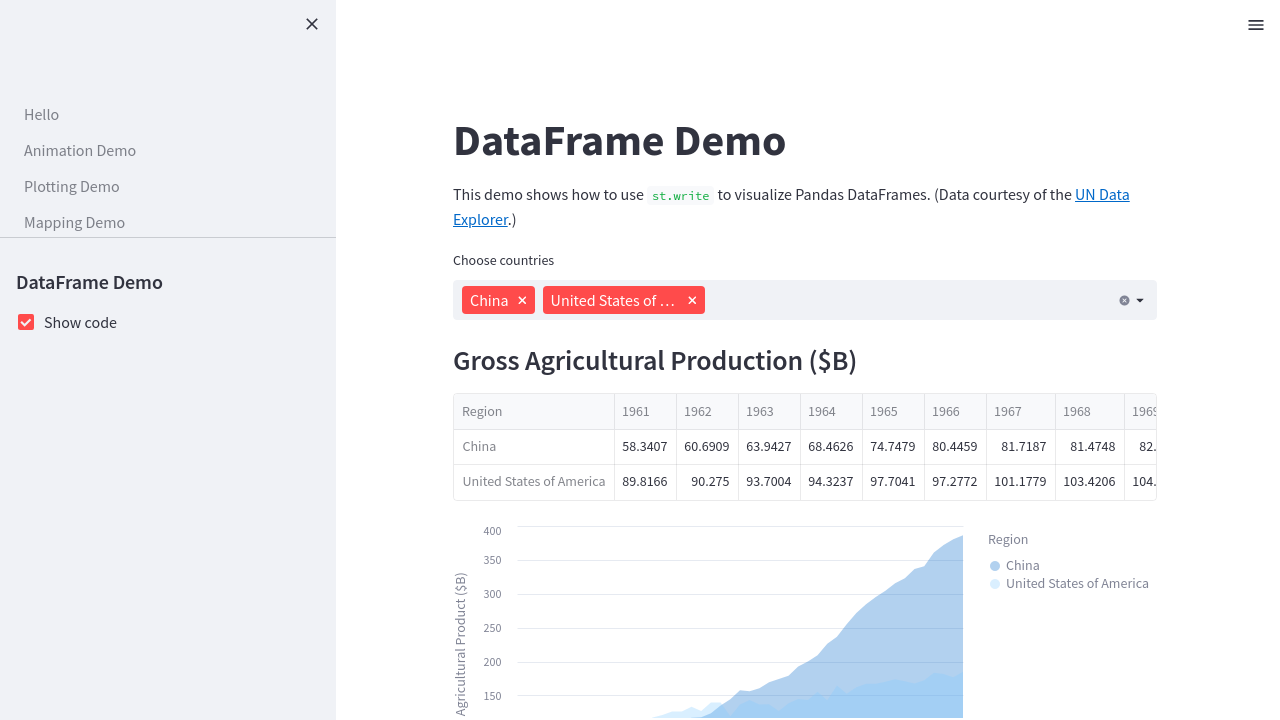 Hello
Animation Demo
Plotting Demo
Mapping Demo
DataFrame Demo
Show code
DataFrame Demo
This demo shows how to use st.write to visualize Pandas DataFrames. (Data courtesy of the UN Data
Explorer.)
Choose countries
China United States of …
Gross Agricultural Production ($B)
Region 1961 1962 1963 1964 1965 1966 1967 1968 1969
China 58.3407 60.6909 63.9427 68.4626 74.7479 80.4459 81.7187 81.4748 82.
United States of America 89.8166 90.275 93.7004 94.3237 97.7041 97.2772 101.1779 103.4206 104.
400
350
300
250
200
150
Agricultural Product ($B)
Region
China
United States of America